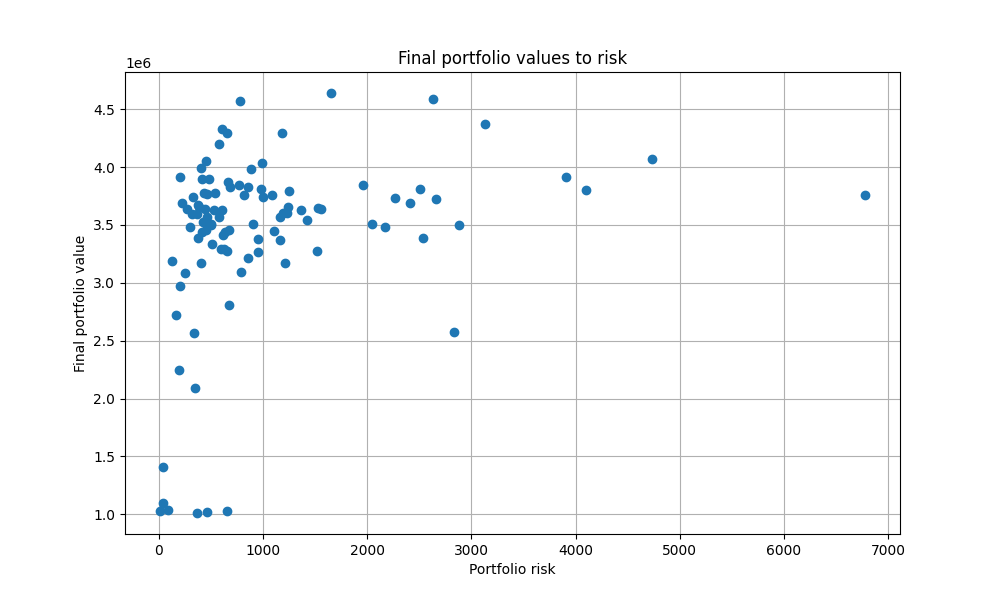 Final portfolio values to risk
1e6
4.5
4.0
3.5
3.0
2.5
2.0
1.5
1.0
Final portfolio value
0 1000 2000 3000 4000 5000 6000 7000
Portfolio risk